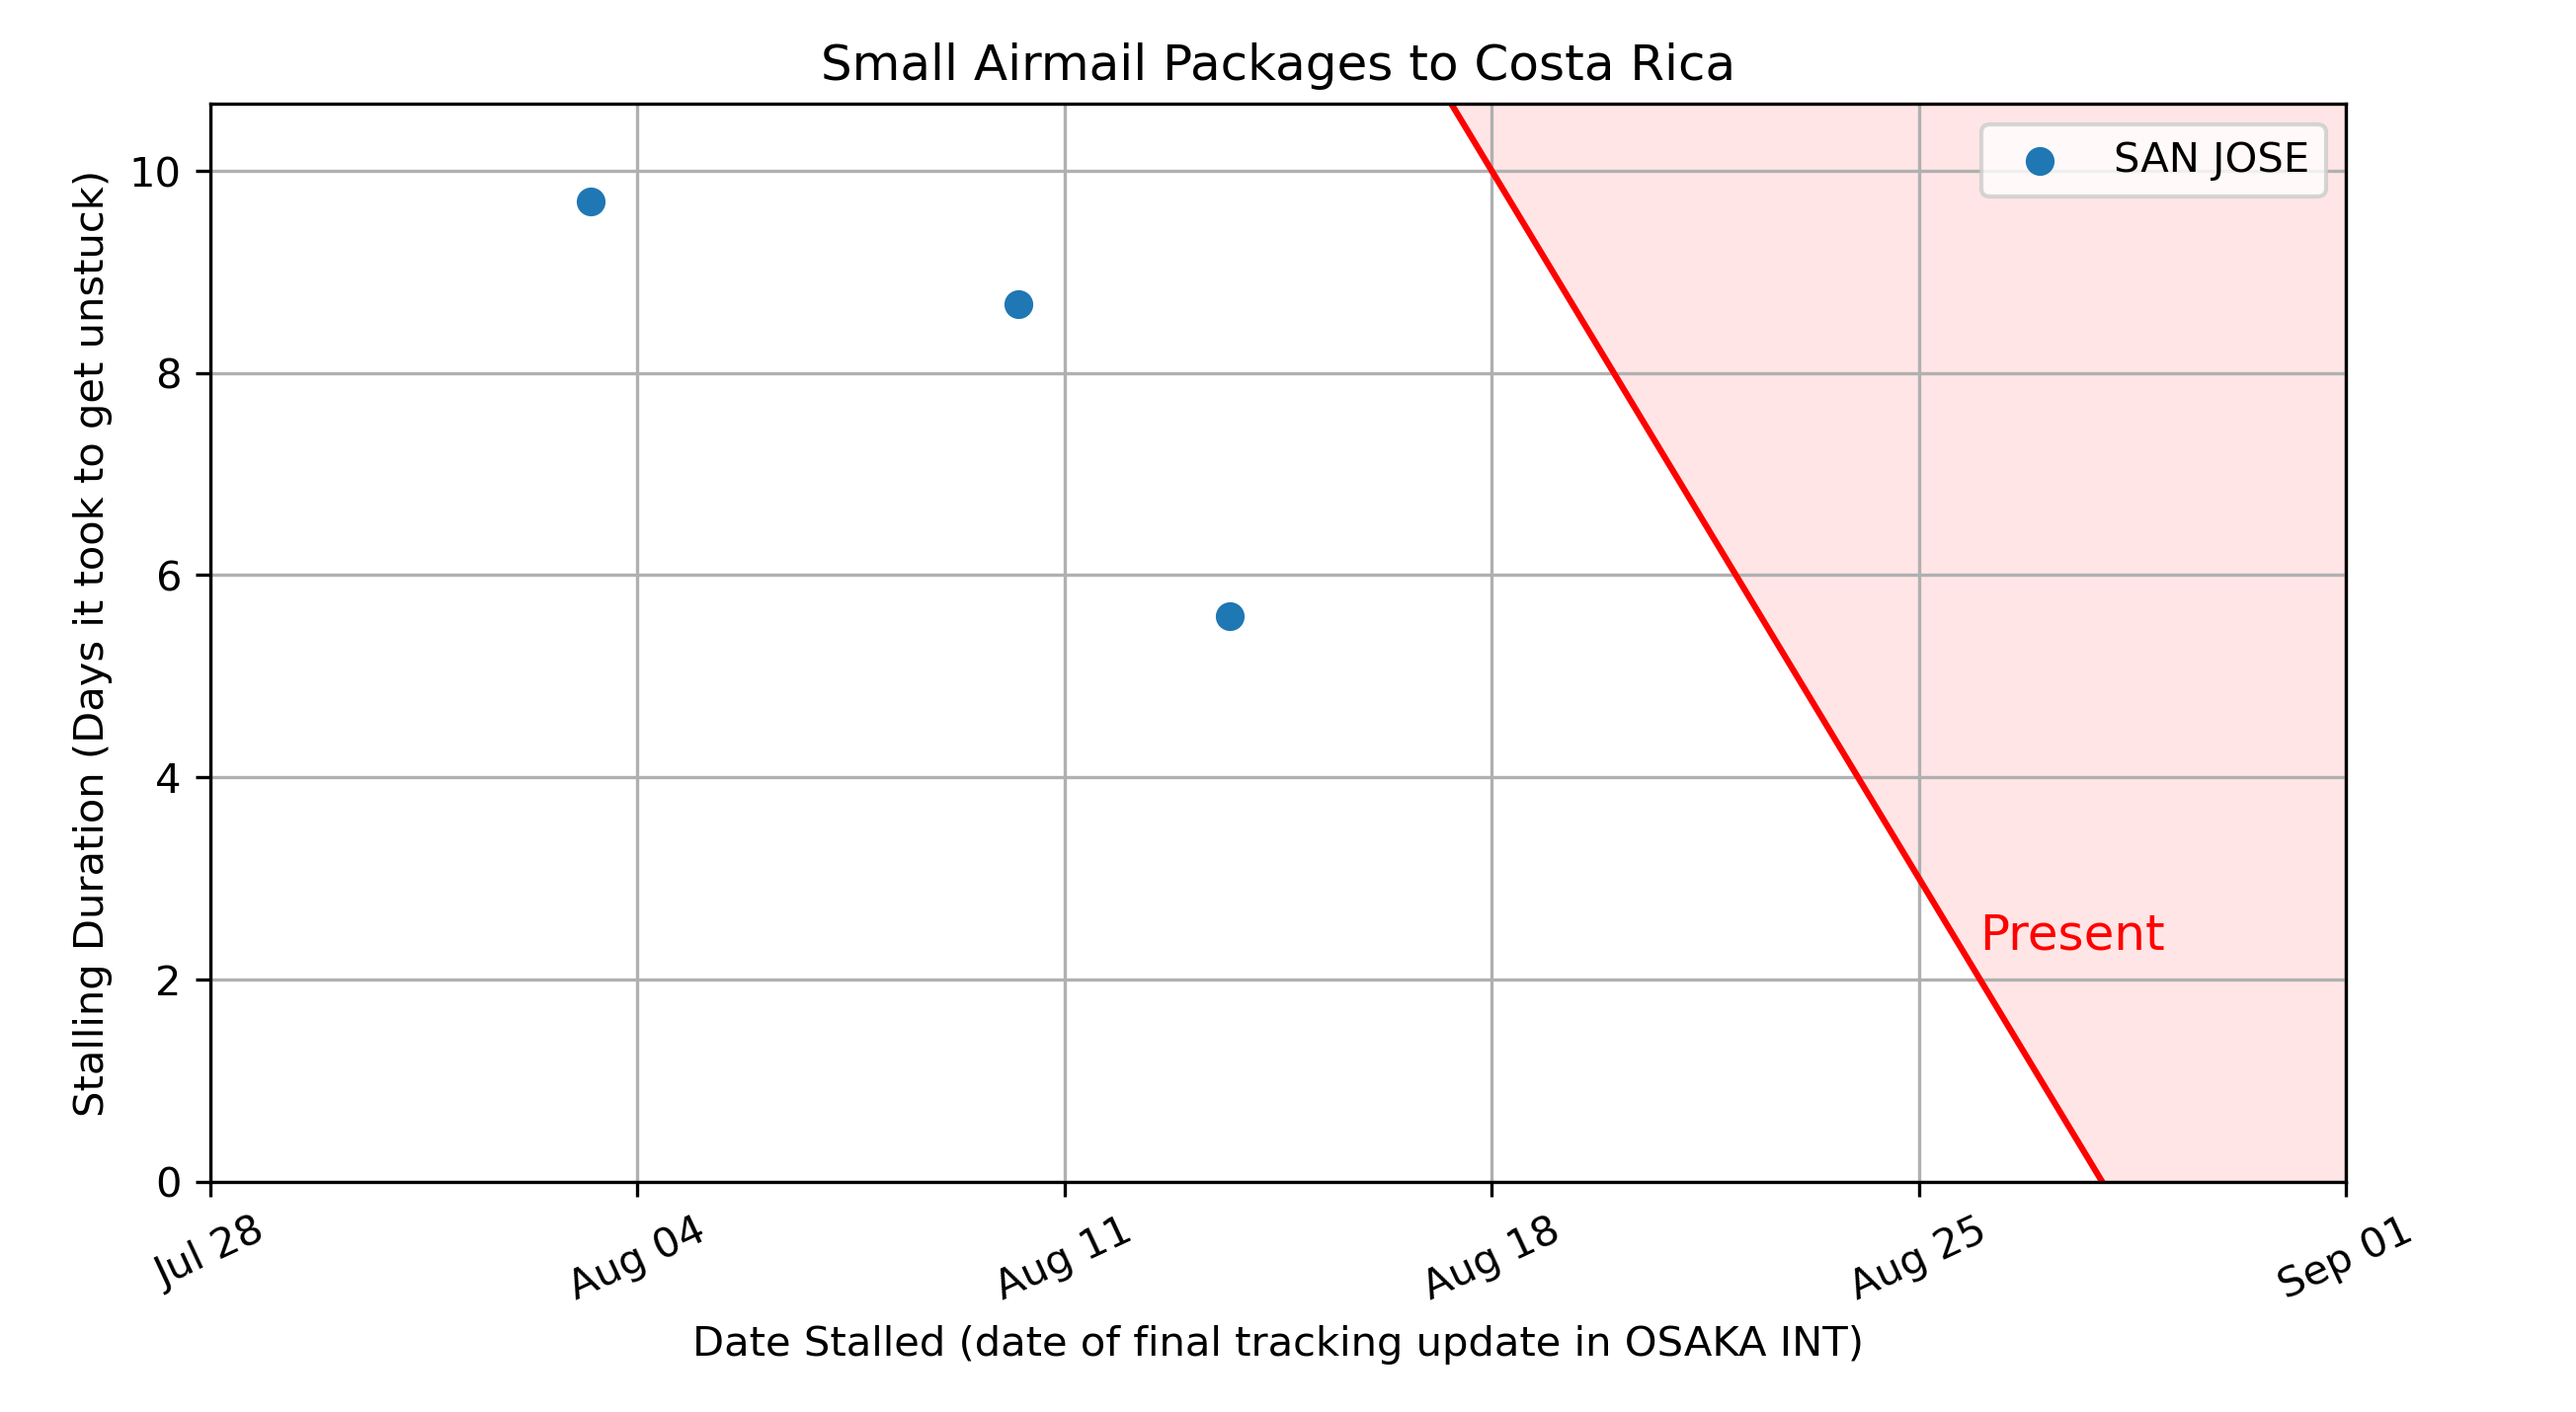 Small Airmail Packages to Costa Rica
Stalling Duration (Days it took to get unstuck)
10
8
6
4
2
0
SAN JOSE
Present
Jul 28
Aug 04
Aug 11
Aug 18
Aug 25
Sep 01
Date Stalled (date of final tracking update in OSAKA INT)